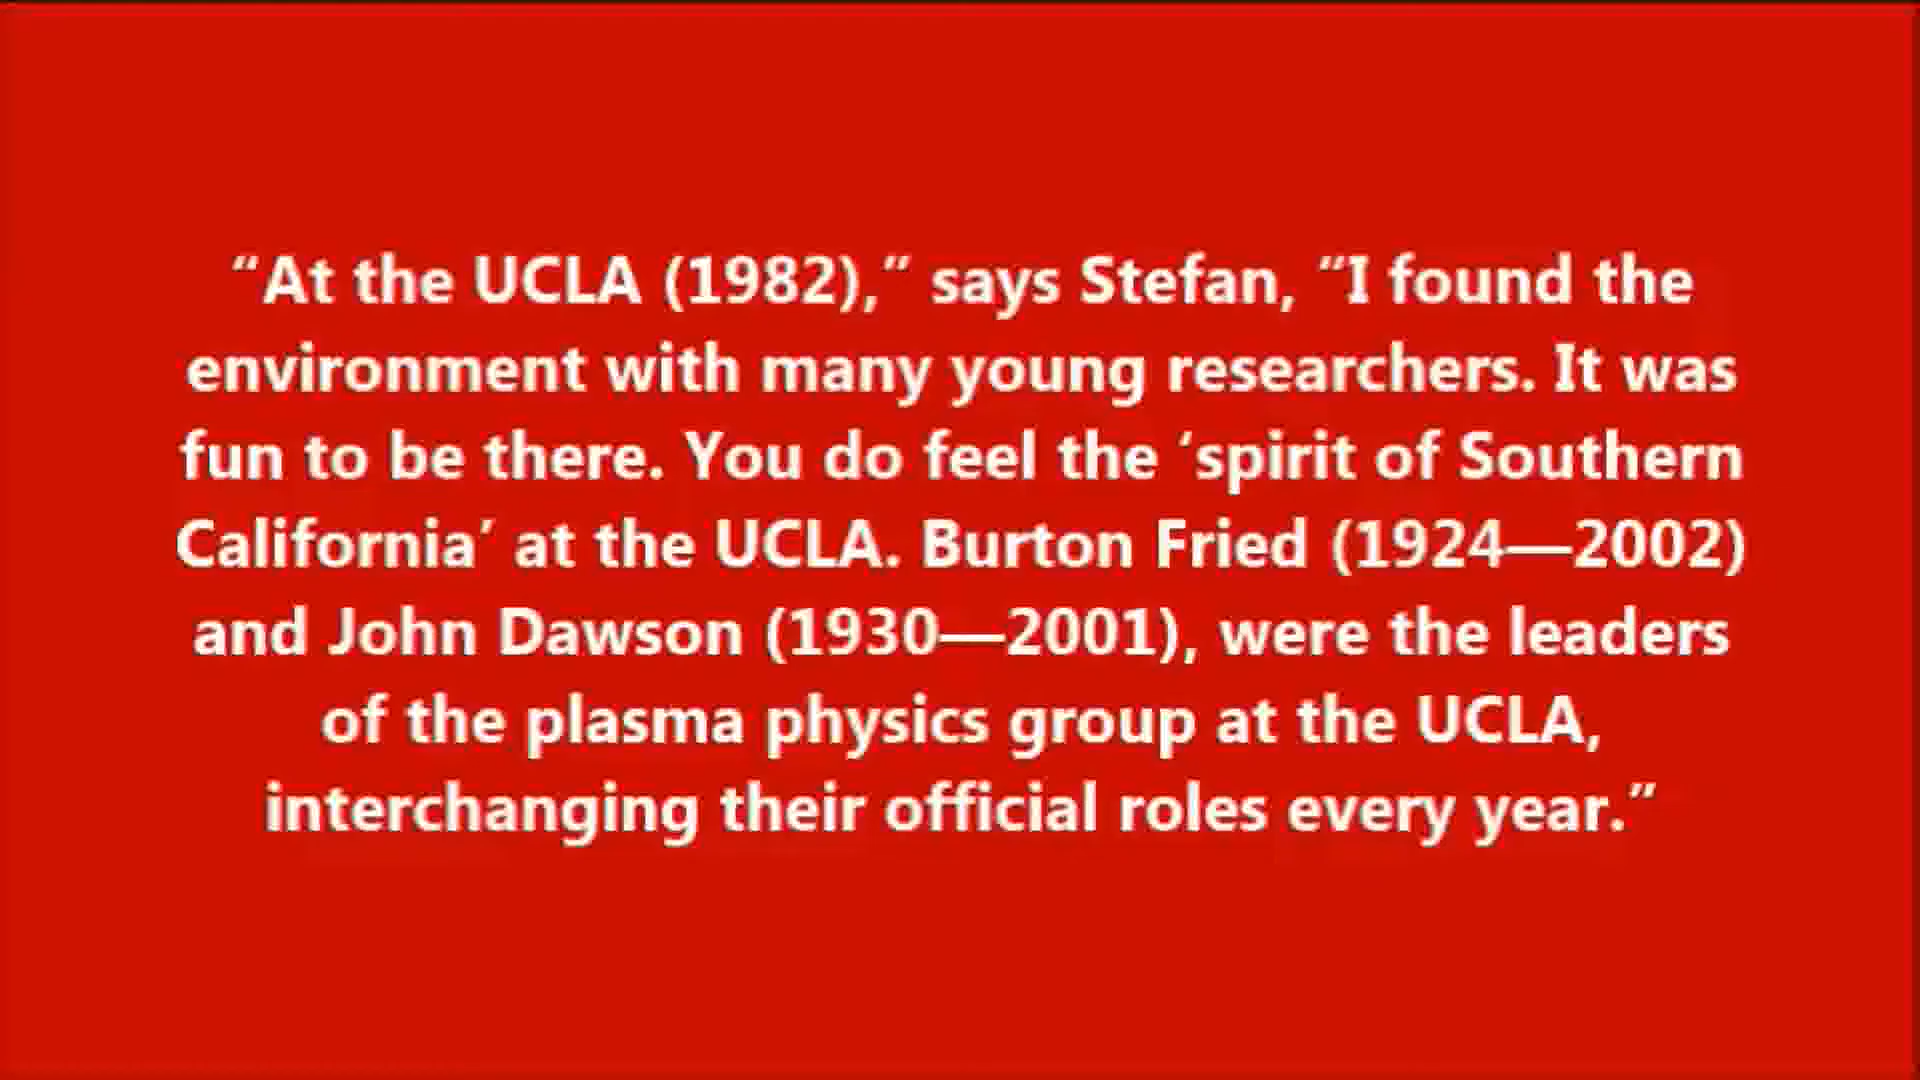 “At the UCLA (1982),” says Stefan, “I found the
environment with many young researchers. It was
fun to be there. You do feel the ‘spirit of Southern
California’ at the UCLA. Burton Fried (1924—2002)
and John Dawson (1930—2001), were the leaders
of the plasma physics group at the UCLA,
interchanging their official roles every year.”